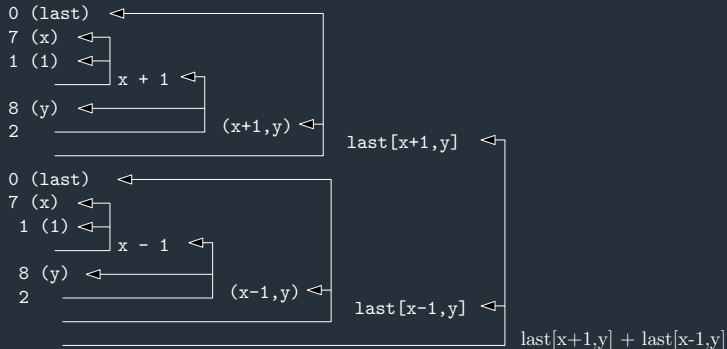 0 (last)
7 (x)
1 (1)
x + 1
8 (y)
2
(x+1,y)
last[x+1,y]
0 (last)
7 (x)
1 (1)
x - 1
8 (y)
2
(x-1,y)
last[x-1,y]
last[x+1,y] + last[x-1,y]